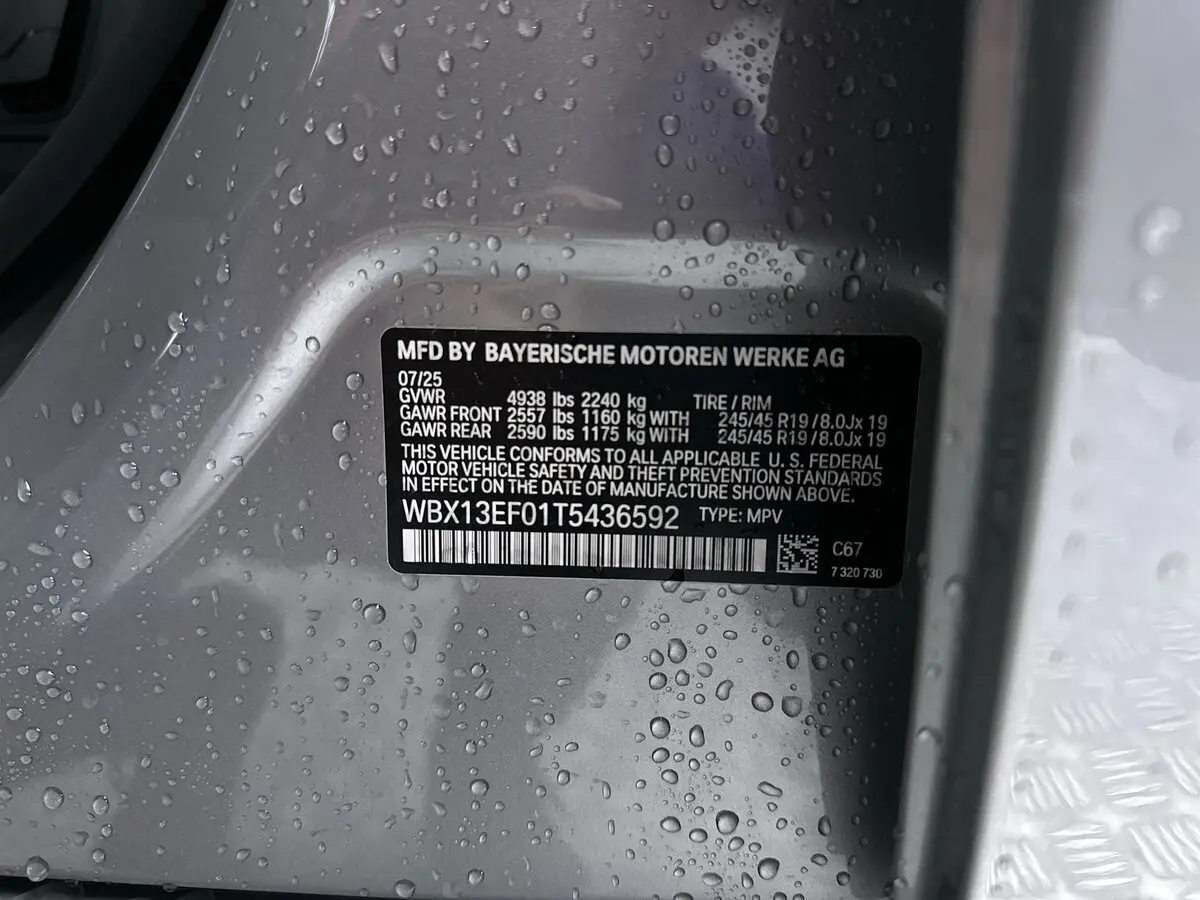 MFD BY BAYERISCHE MOTOREN WERKE AG
07/25
GVWR 4938 lbs 2240 kg TIRE / RIM
GAWR FRONT 2557 lbs 1160 kg WITH 245/45 R19 / 8.0Jx 19
GAWR REAR 2590 lbs 1175 kg WITH 245/45 R19 / 8.0Jx 19
THIS VEHICLE CONFORMS TO ALL APPLICABLE U. S. FEDERAL
MOTOR VEHICLE SAFETY AND THEFT PREVENTION STANDARDS
IN EFFECT ON THE DATE OF MANUFACTURE SHOWN ABOVE.
WBX13EF01T5436592 TYPE: MPV
C67
7 320 730